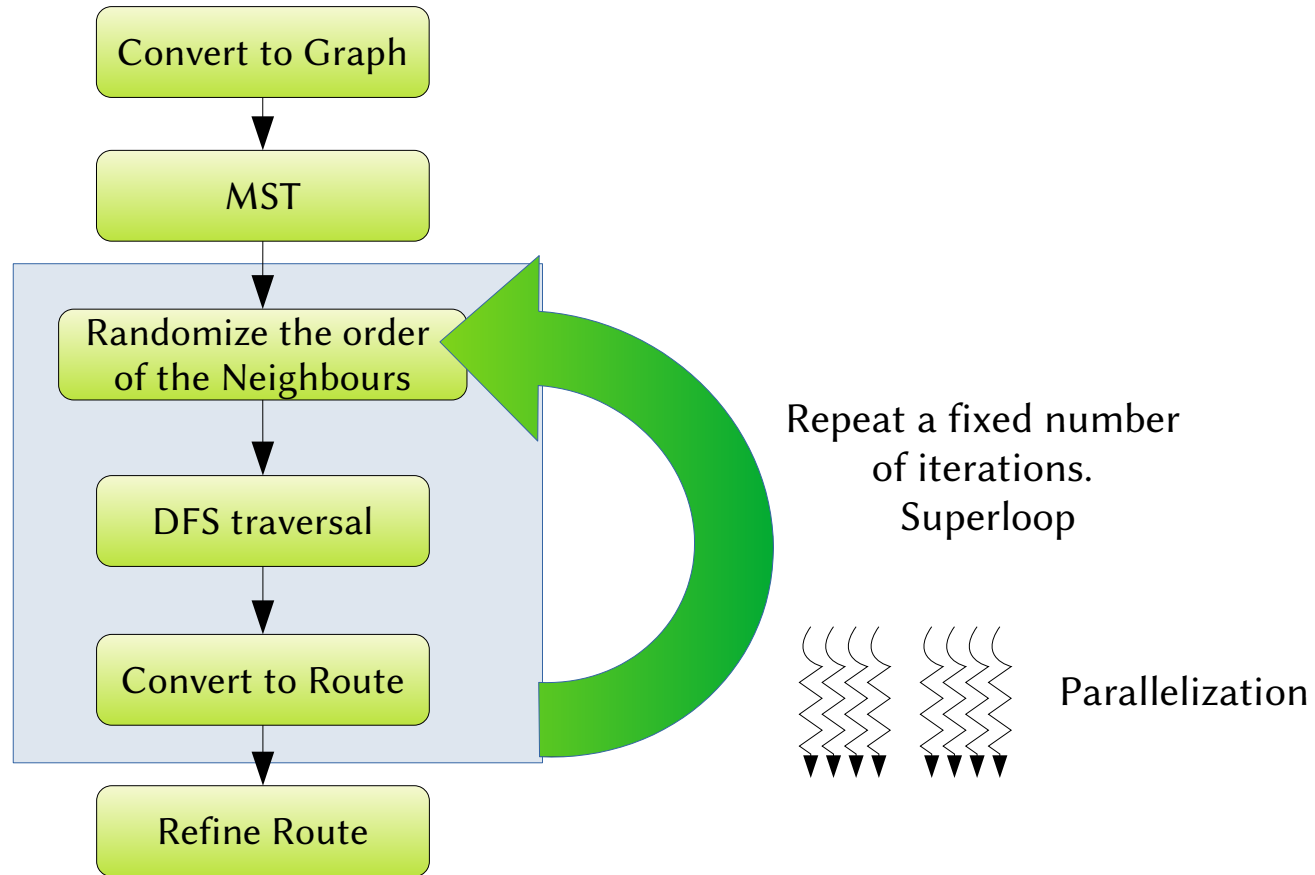 Convert to Graph
MST
Randomize the order
of the Neighbours
DFS traversal
Convert to Route
Refine Route
Repeat a fixed number
of iterations.
Superloop
Parallelization